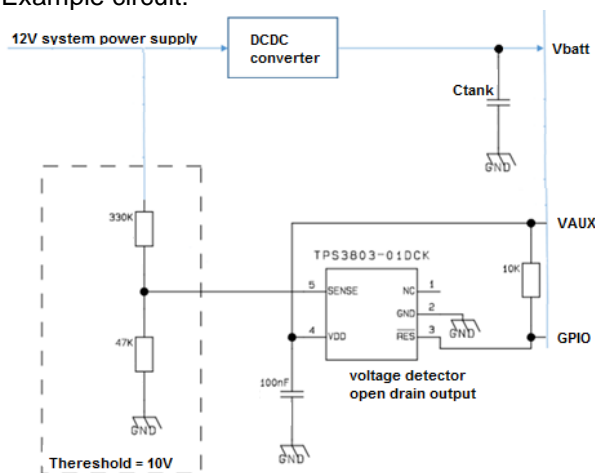 Example circuit:
12V system power supply
DCDC
converter
Vbatt
Ctank
GND
330K
VAUX
TPS3803-01DCK
10K
5
SENSE
NC
1
GND
2
GND
47K
4
VDD
RES
3
GPIO
100nF
voltage detector
open drain output
GND
GND
Thereshold = 10V